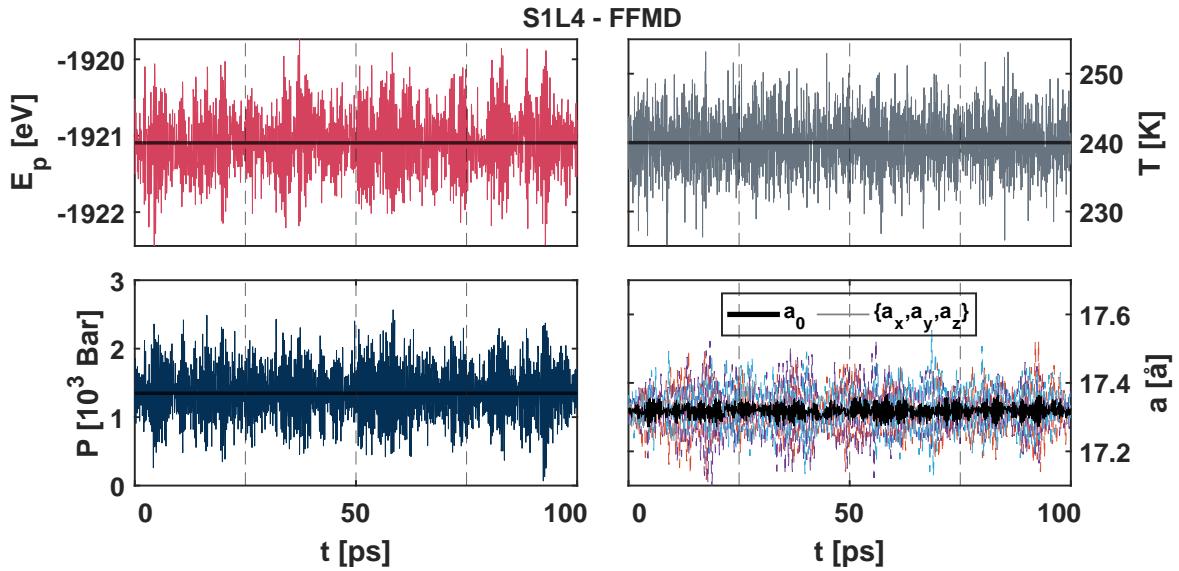 S1L4 - FFMD
E_p [eV]
-1920
-1921
-1922
250
240
230
T [K]
P [10^3 Bar]
3
2
1
0
0 50 100
t [ps]
a_0 {a_x,a_y,a_z}
17.6
17.4
17.2
a [å]
0 50 100
t [ps]